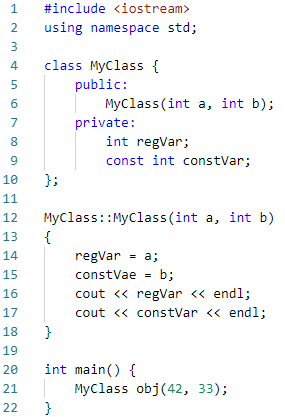 1 #include <iostream>
2 using namespace std;
3
4 class MyClass {
5 public:
6 MyClass(int a, int b);
7 private:
8 int regVar;
9 const int constVar;
10 };
11
12 MyClass::MyClass(int a, int b)
13 {
14 regVar = a;
15 constVae = b;
16 cout << regVar << endl;
17 cout << constVar << endl;
18 }
19
20 int main() {
21 MyClass obj(42, 33);
22 }